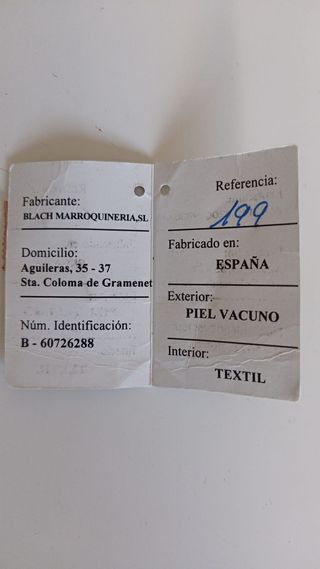 Fabricante:
BLACH MARROQUINERIA,SL
Domicilio:
Aguileras, 35 - 37
Sta. Coloma de Gramenet
Núm. Identificación:
B - 60726288
Referencia:
199
Fabricado en:
ESPAÑA
Exterior:
PIEL VACUNO
Interior:
TEXTIL